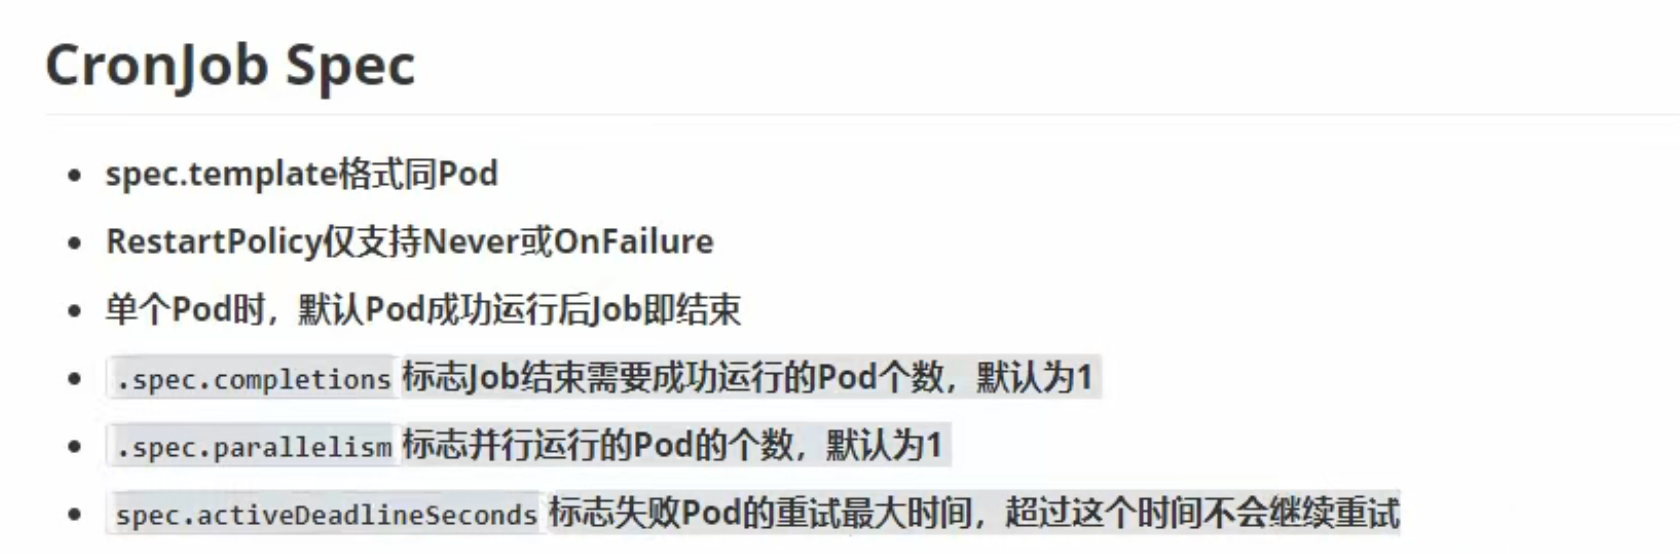 CronJob Spec
spec.template格式同Pod
RestartPolicy仅支持Never或OnFailure
单个Pod时，默认Pod成功运行后Job即结束
.spec.completions 标志Job结束需要成功运行的Pod个数，默认为1
.spec.parallelism 标志并行运行的Pod的个数，默认为1
spec.activeDeadlineSeconds 标志失败Pod的重试最大时间，超过这个时间不会继续重试